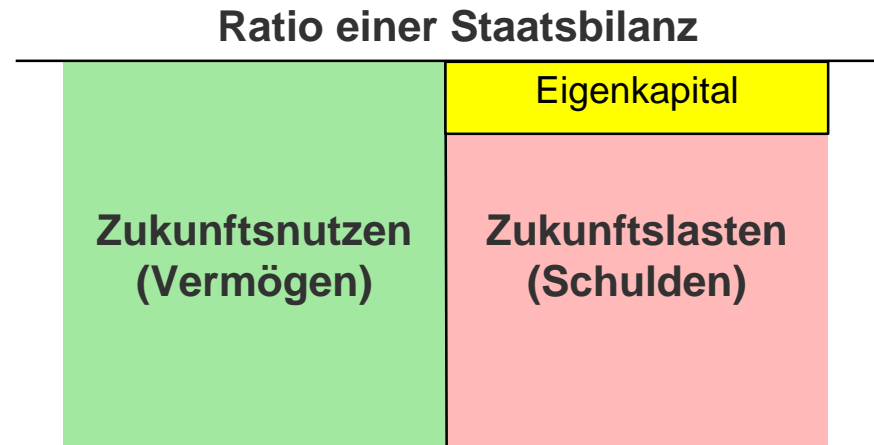 Ratio einer Staatsbilanz
Eigenkapital
Zukunftsnutzen
(Vermögen)
Zukunftslasten
(Schulden)